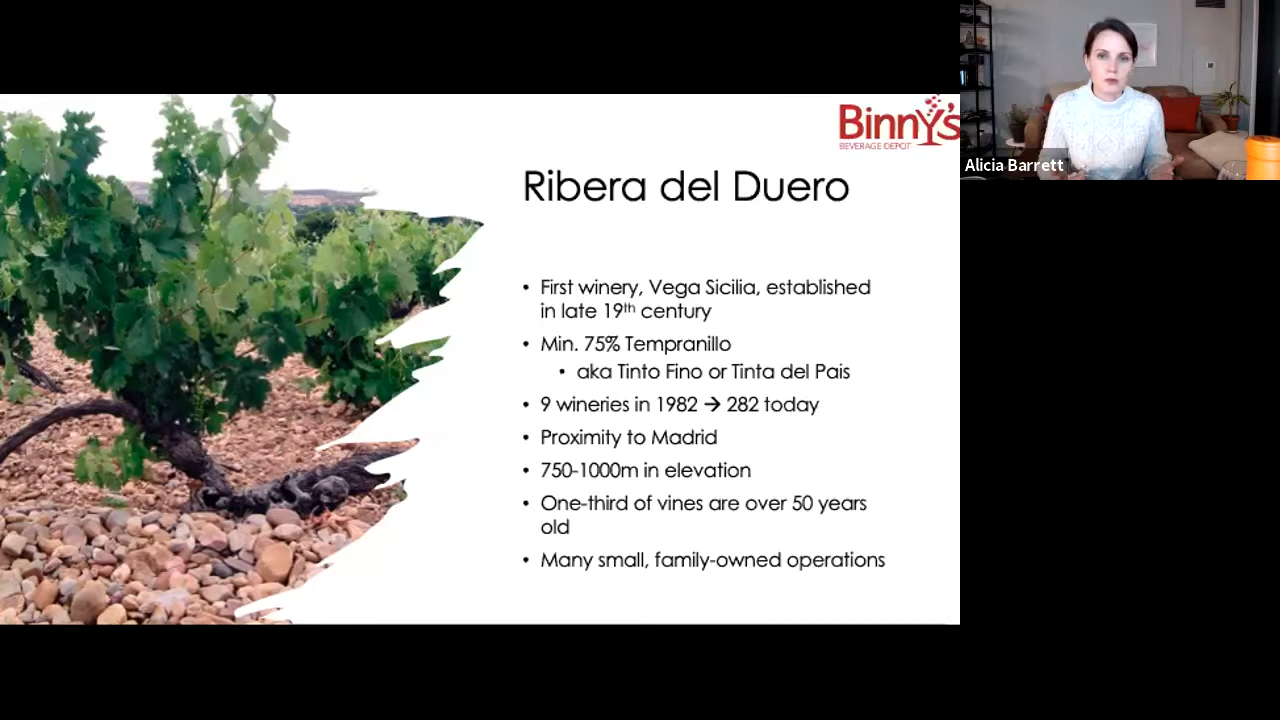 Binny's
BEVERAGE DEPOT
Alicia Barrett
Ribera del Duero
• First winery, Vega Sicilia, established
in late 19th century
• Min. 75% Tempranillo
• aka Tinto Fino or Tinta del Pais
• 9 wineries in 1982 → 282 today
• Proximity to Madrid
• 750-1000m in elevation
• One-third of vines are over 50 years
old
• Many small, family-owned operations